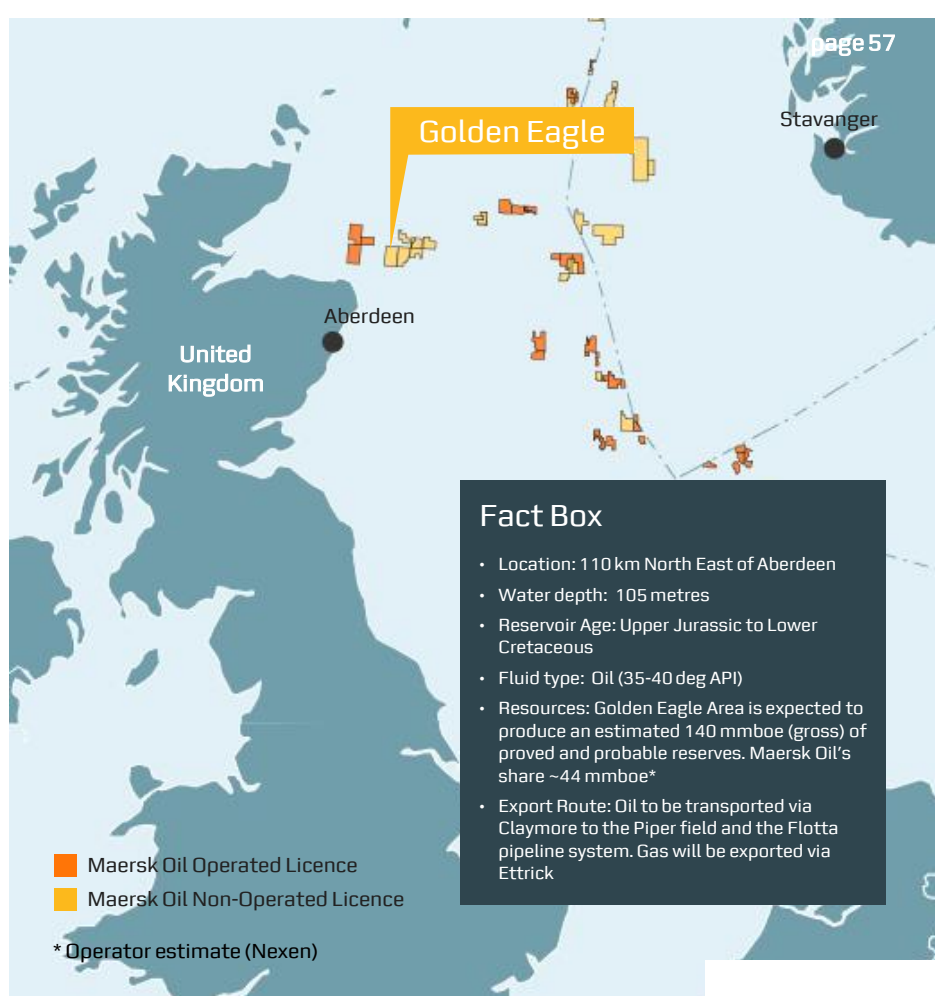 page 57
Golden Eagle
Stavanger
Aberdeen
United
Kingdom
Fact Box
• Location: 110 km North East of Aberdeen
• Water depth: 105 metres
• Reservoir Age: Upper Jurassic to Lower
Cretaceous
• Fluid type: Oil (35-40 deg API)
• Resources: Golden Eagle Area is expected to
produce an estimated 140 mmboe (gross) of
proved and probable reserves. Maersk Oil's
share ~44 mmboe*
• Export Route: Oil to be transported via
Claymore to the Piper field and the Flotta
pipeline system. Gas will be exported via
Ettrick
Maersk Oil Operated Licence
Maersk Oil Non-Operated Licence
* Operator estimate (Nexen)